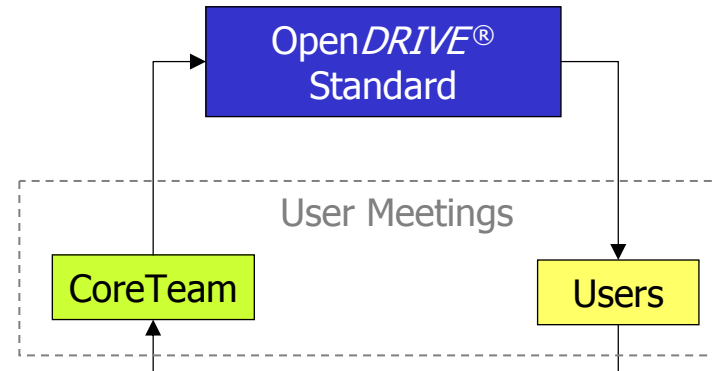 OpenDRIVE®
Standard
User Meetings
CoreTeam
Users